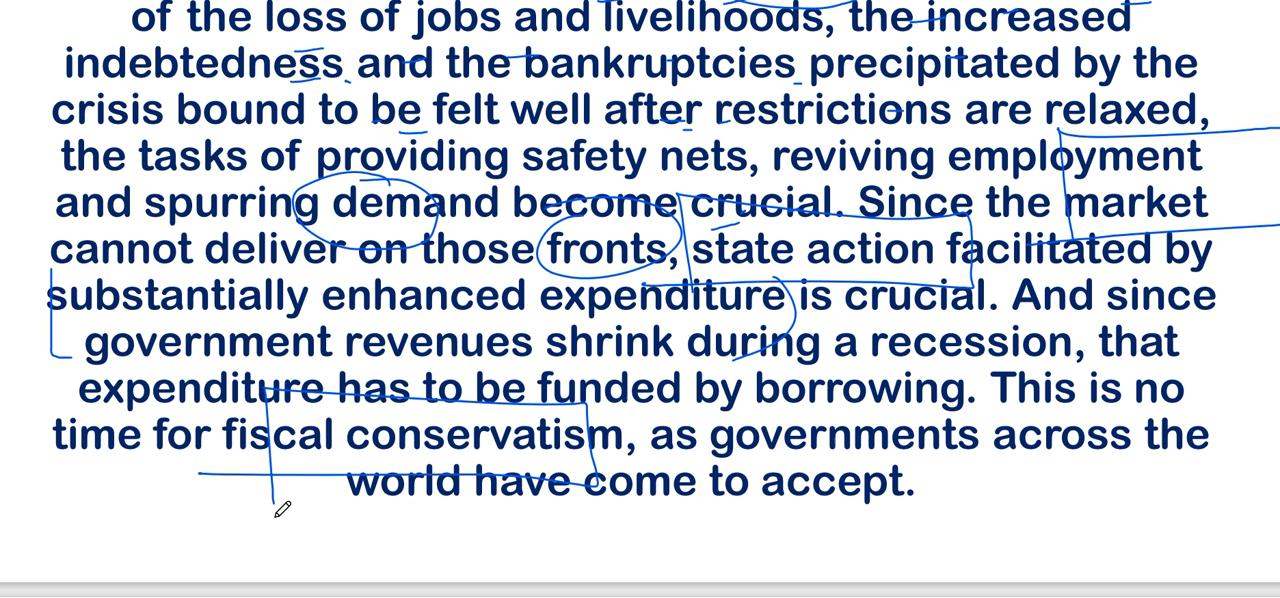 of the loss of jobs and livelihoods, the increased
indebtedness and the bankruptcies precipitated by the
crisis bound to be felt well after restrictions are relaxed,
the tasks of providing safety nets, reviving employment
and spurring demand become crucial. Since the market
cannot deliver on those fronts, state action facilitated by
substantially enhanced expenditure is crucial. And since
government revenues shrink during a recession, that
expenditure has to be funded by borrowing. This is no
time for fiscal conservatism, as governments across the
world have come to accept.